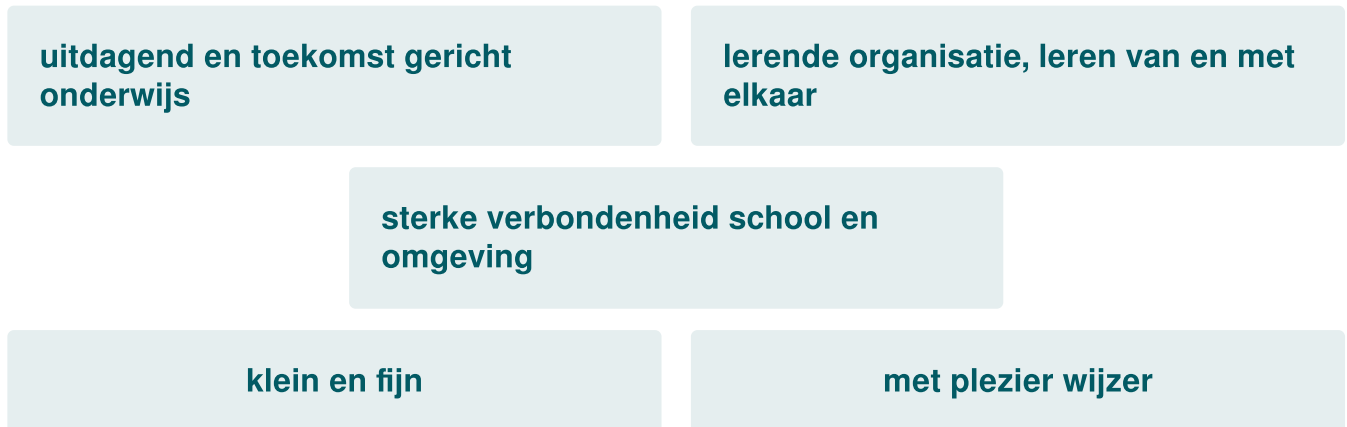 uitdagend en toekomst gericht
onderwijs
lerende organisatie, leren van en met
elkaar
sterke verbondenheid school en
omgeving
klein en fijn
met plezier wijzer